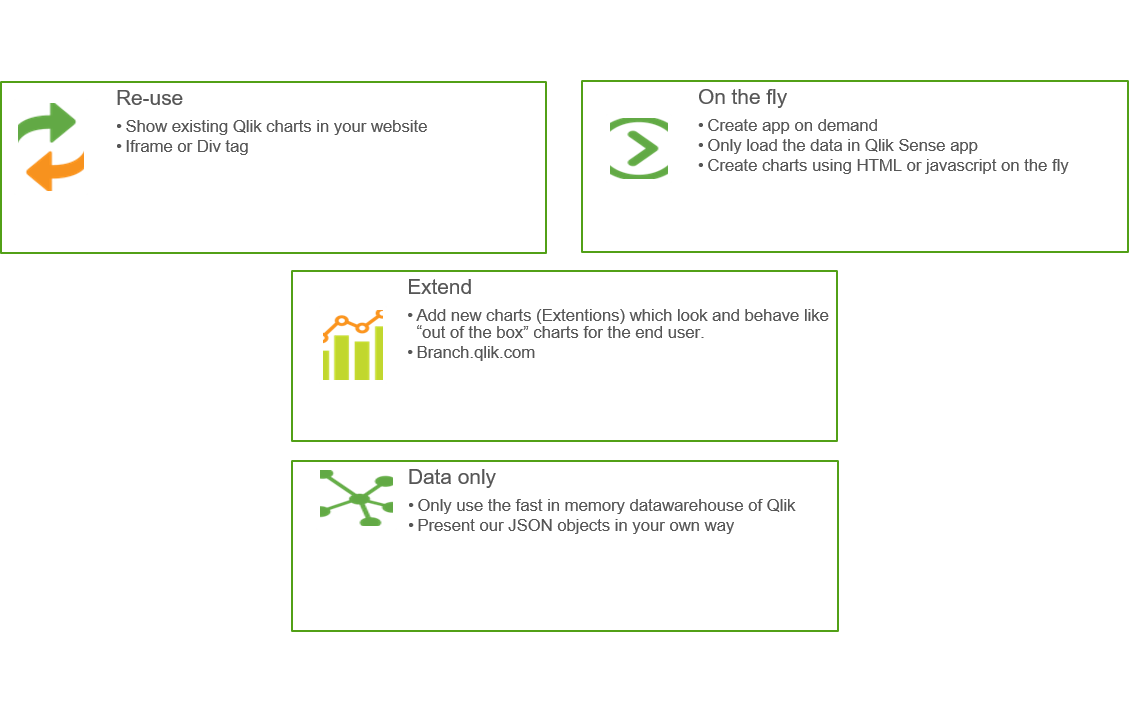 Re-use
• Show existing Qlik charts in your website
• Iframe or Div tag
On the fly
• Create app on demand
• Only load the data in Qlik Sense app
• Create charts using HTML or javascript on the fly
Extend
• Add new charts (Extentions) which look and behave like
“out of the box” charts for the end user.
• Branch.qlik.com
Data only
• Only use the fast in memory datawarehouse of Qlik
• Present our JSON objects in your own way